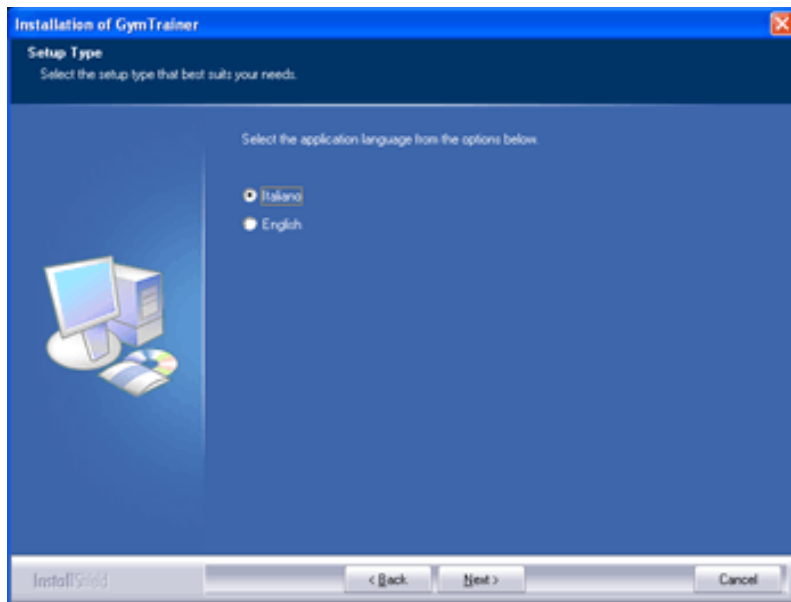 Installation of GymTrainer
Setup Type
Select the setup type that best suits your needs.
Select the application language from the options below.
Italiano
English
InstallShield
< Back
Next >
Cancel